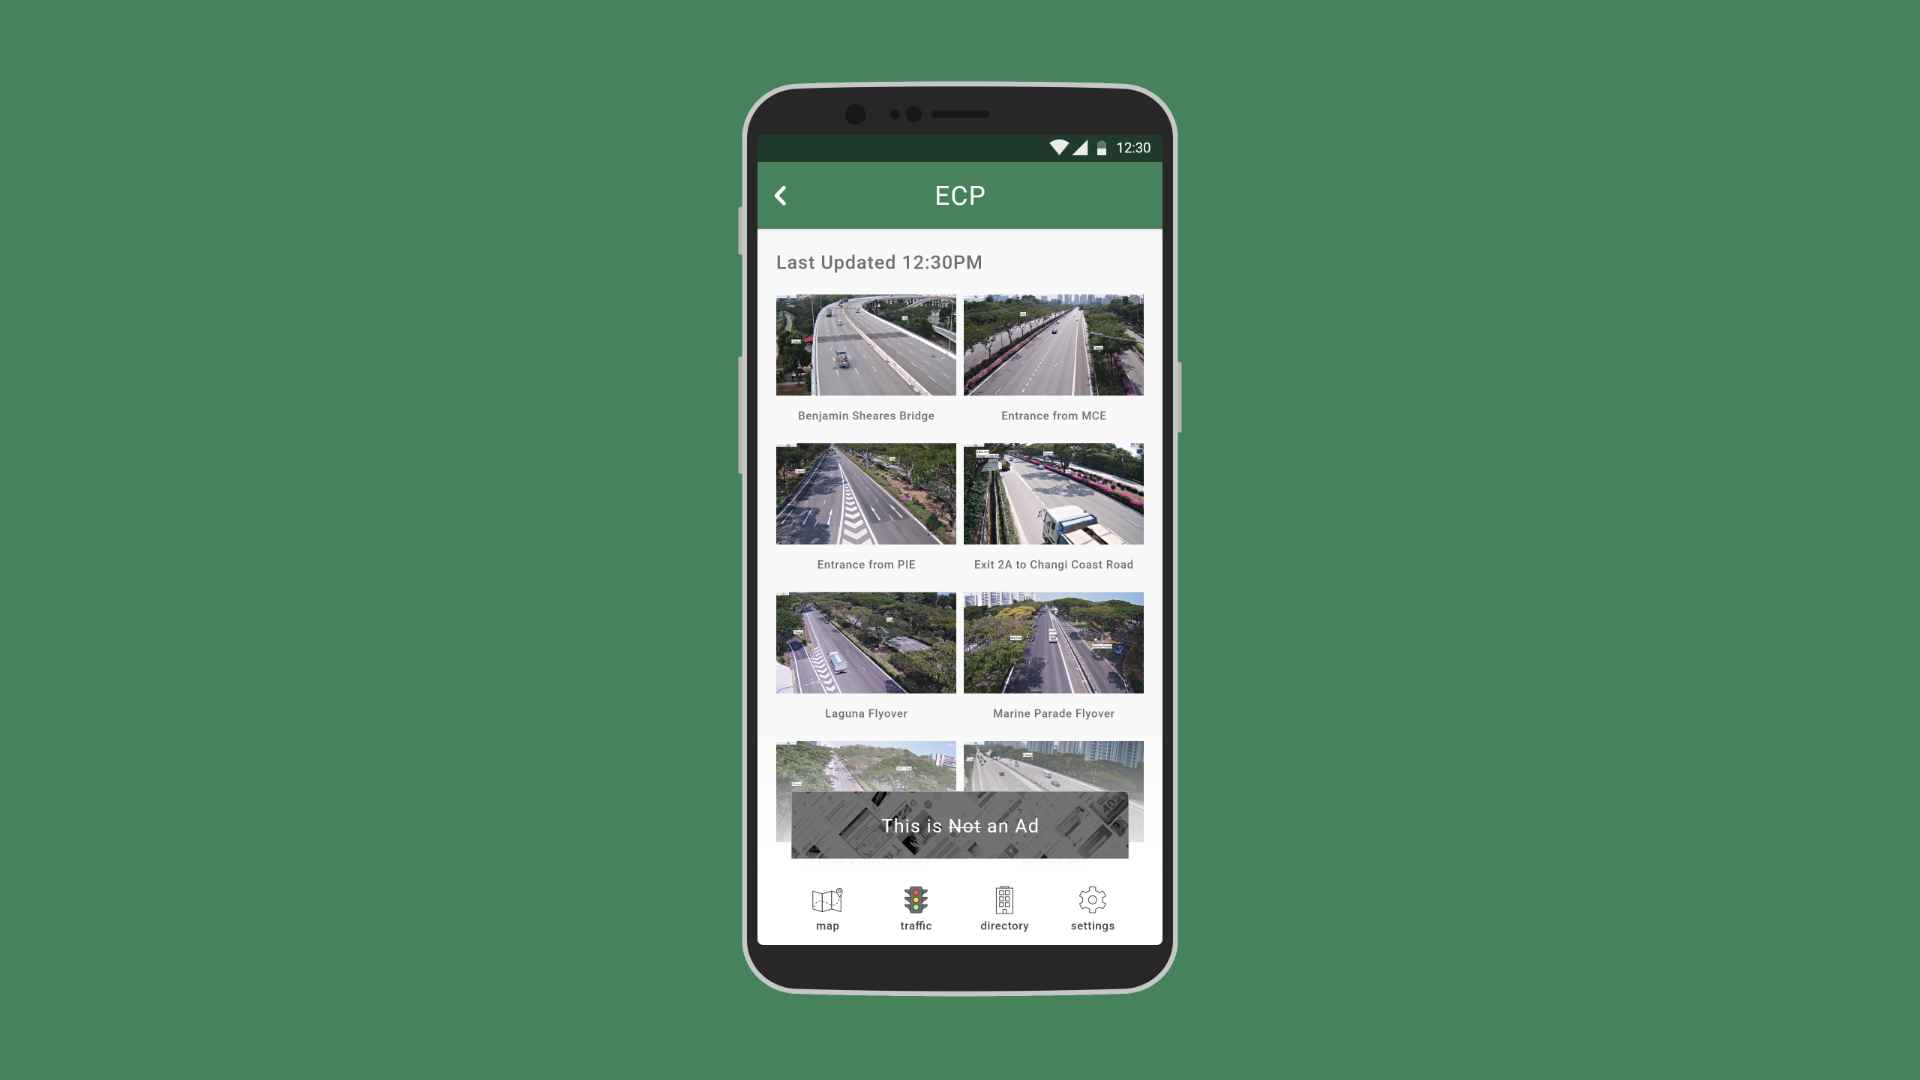 12:30
ECP
Last Updated 12:30PM
Benjamin Sheares Bridge
Entrance from MCE
Entrance from PIE
Exit 2A to Changi Coast Road
Laguna Flyover
Marine Parade Flyover
This is Not an Ad
map
traffic
directory
settings